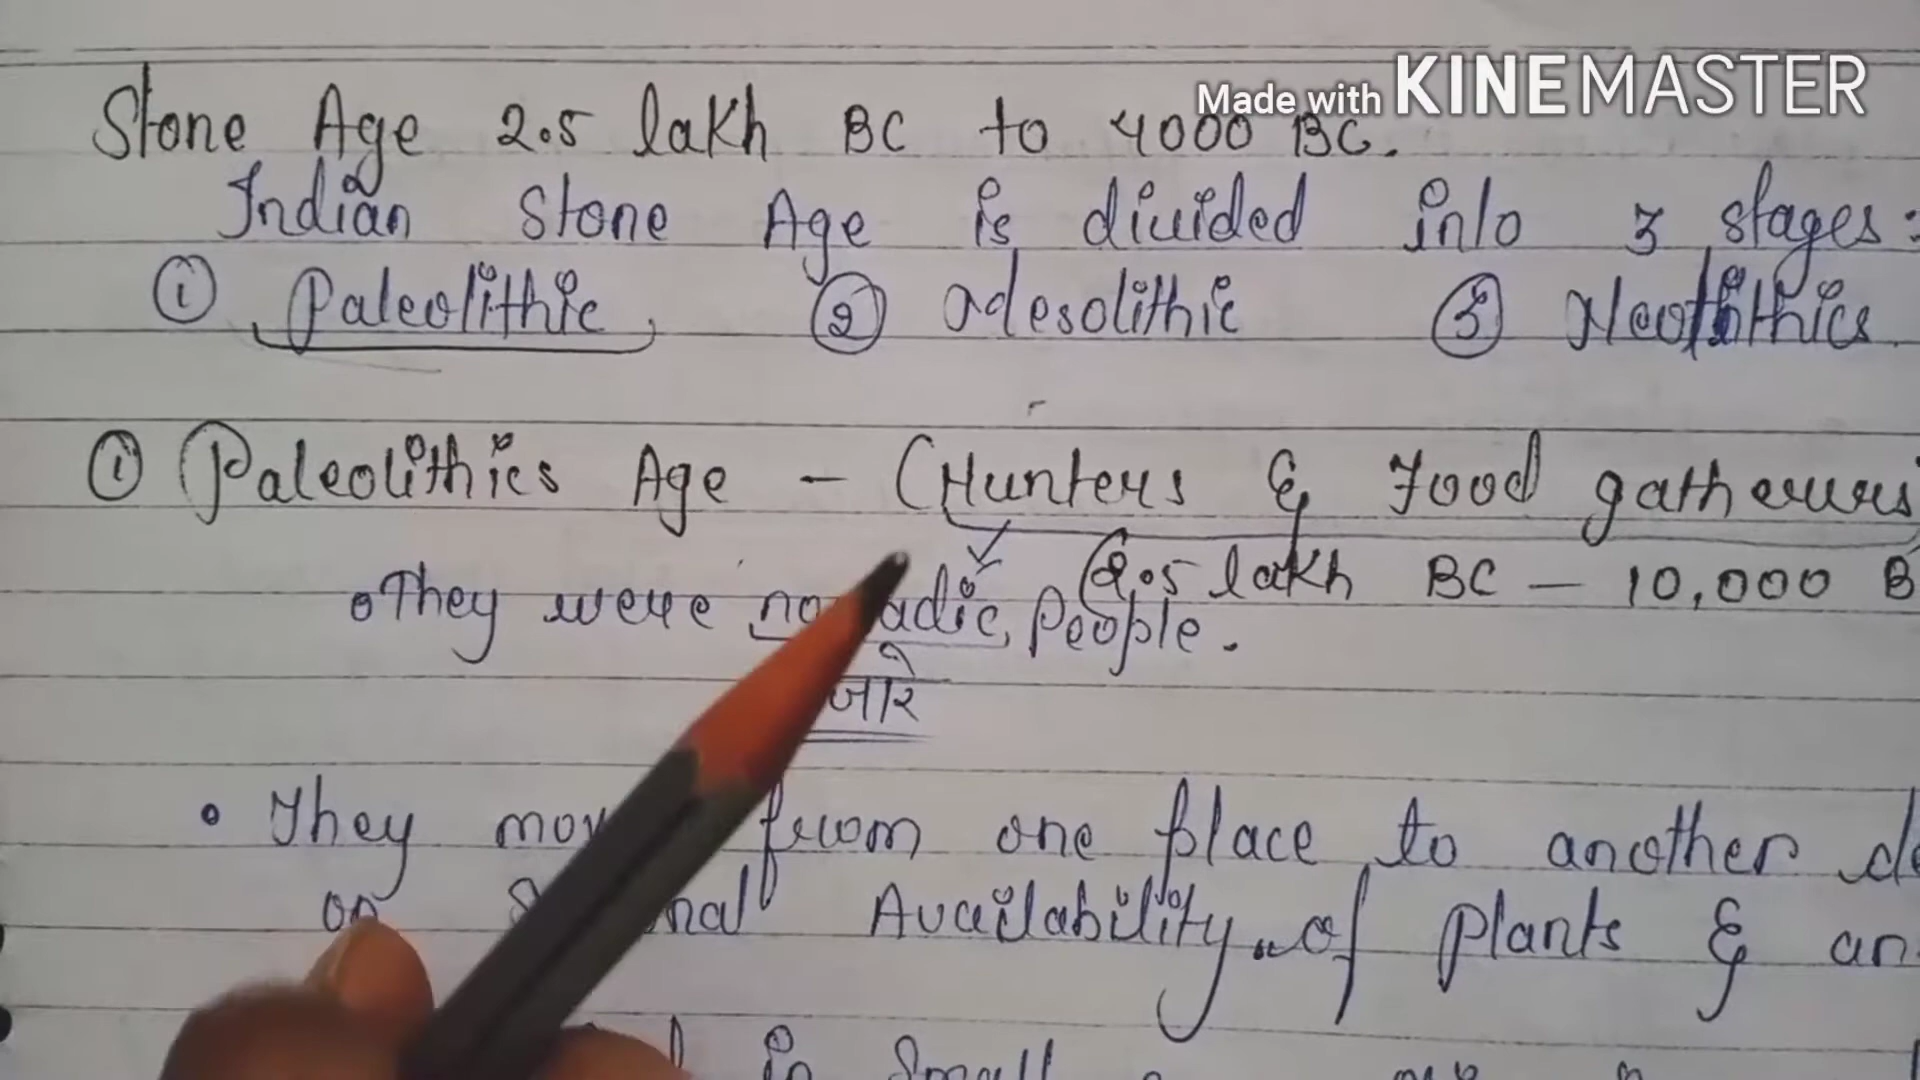 Made with KINEMASTER
Stone Age 2.5 lakh BC to 4000 BC.
Indian Stone Age is divided into 3 stages:
① Paleolithic ② Mesolithic ③ Neolithics
① Paleolithics Age - (Hunters & Food gatherers
2.5 lakh BC - 10,000 B
They were people.
• They from one place to another
Availability of plants & an
in Small